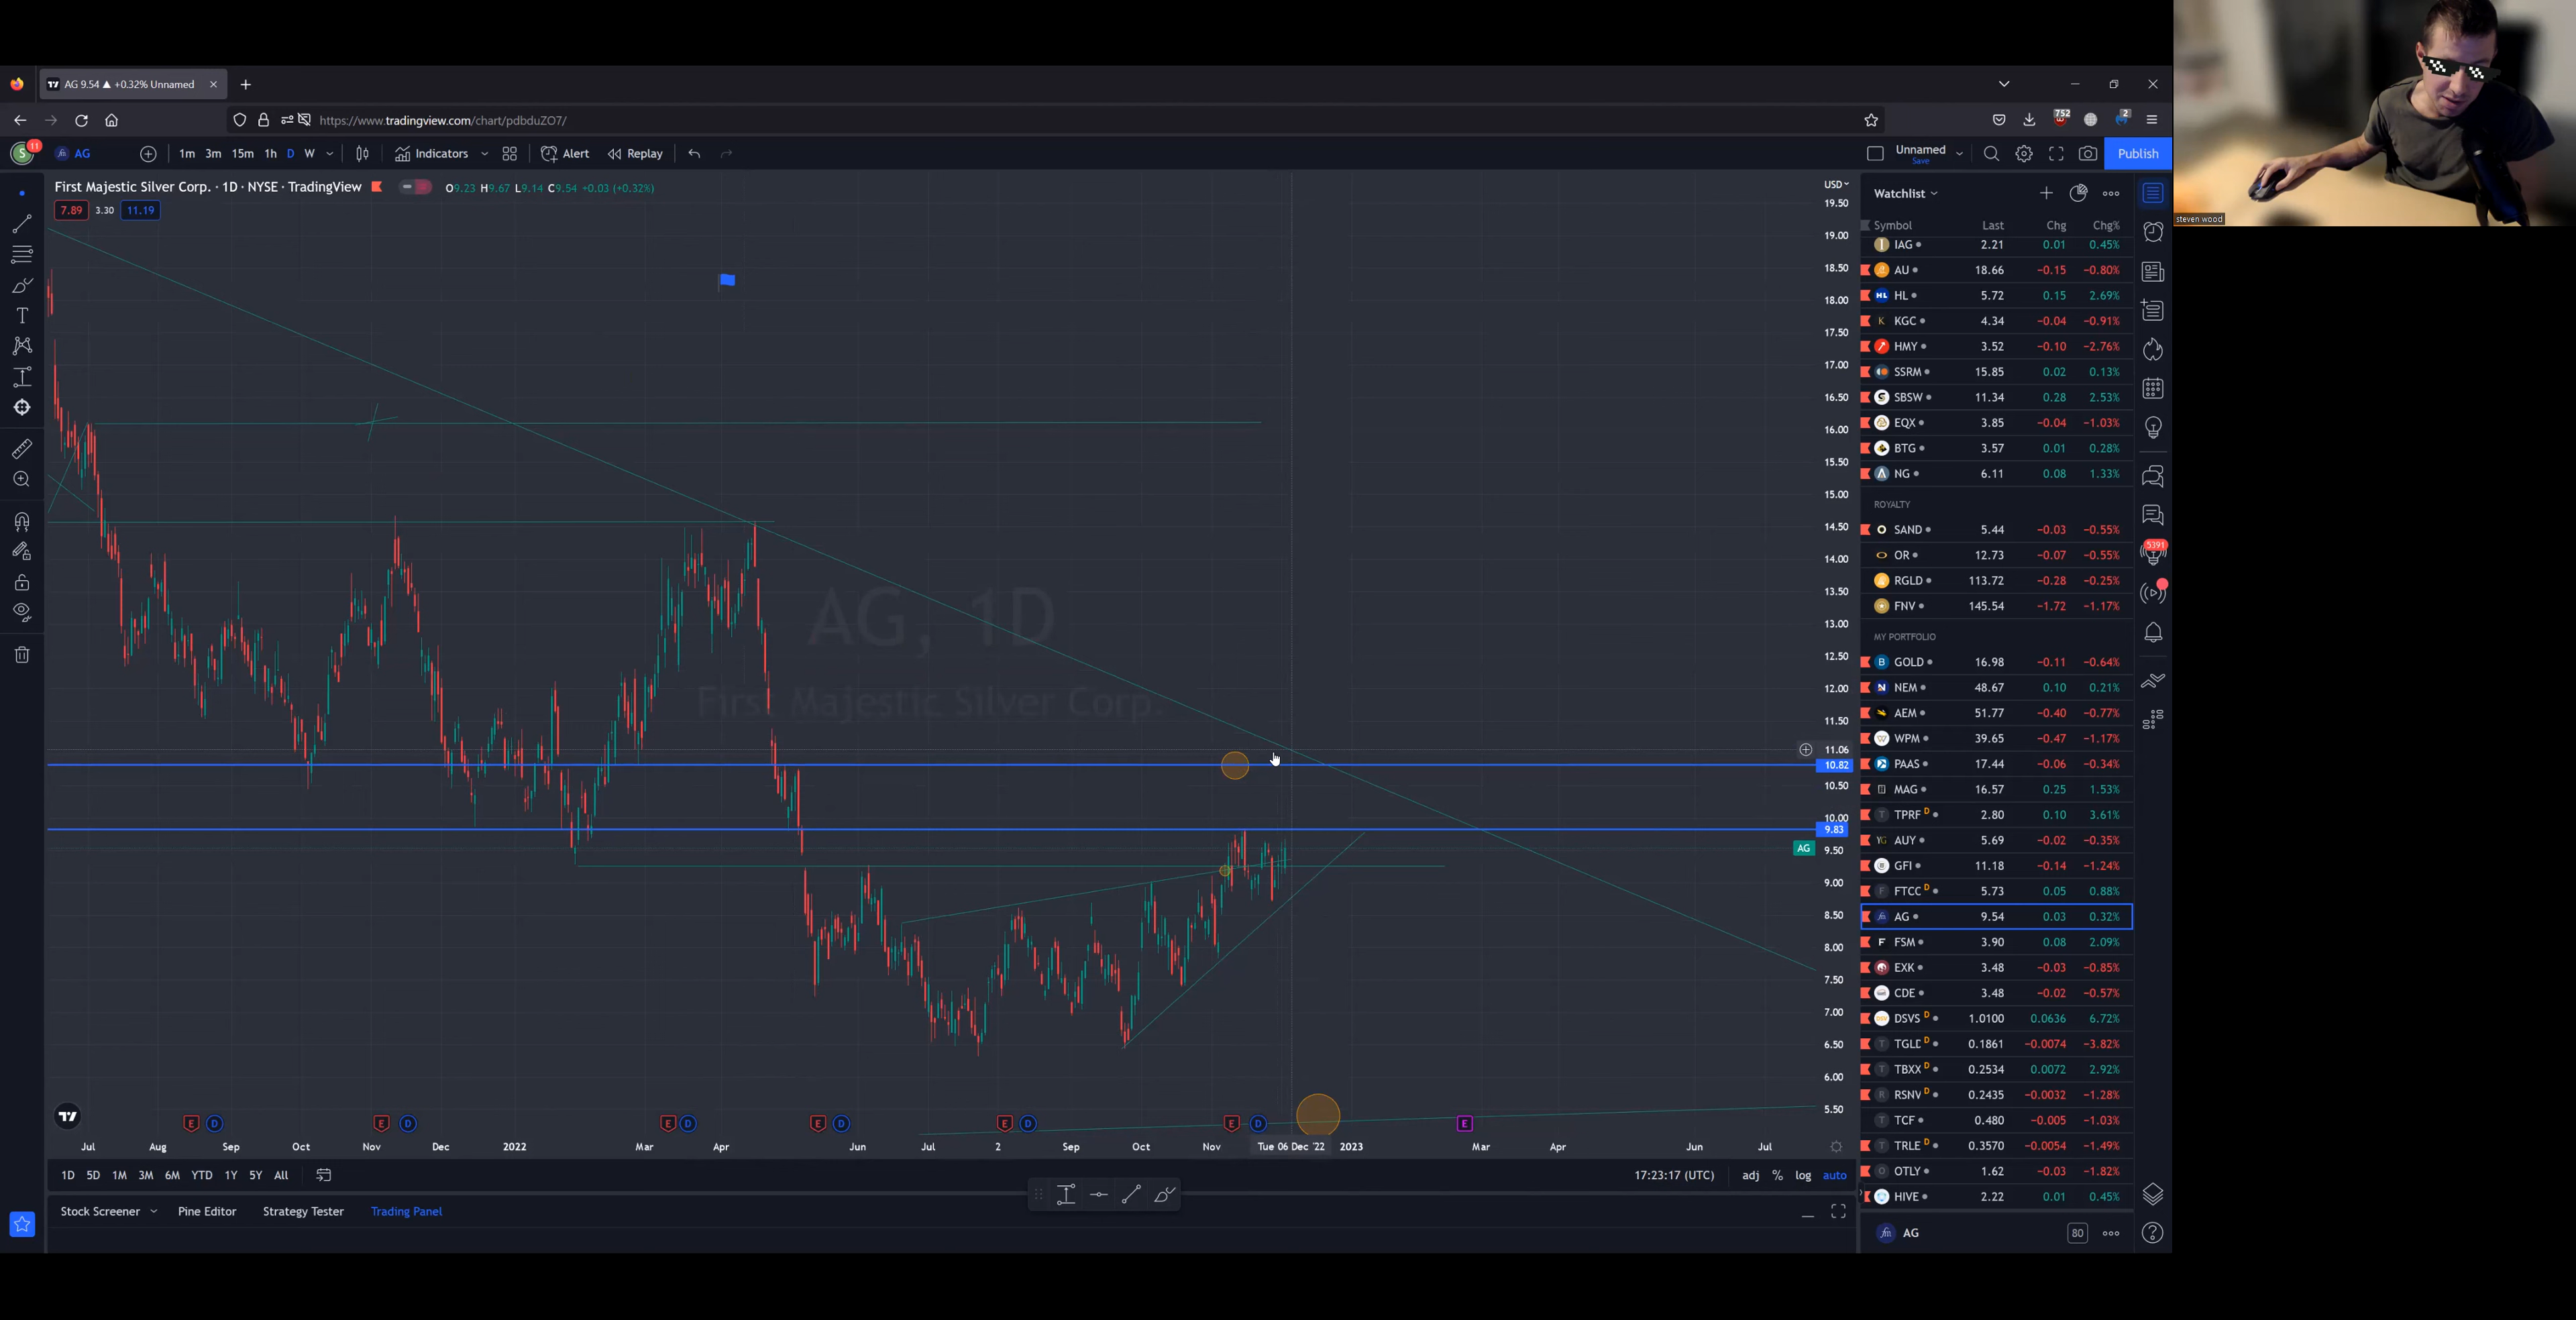 AG 9.54 ▲ +0.32% Unnamed
https://www.tradingview.com/chart/pdbduZO7/
752
2
S 11
AG 1m 3m 15m 1h D W Indicators Alert Replay
Unnamed
Save
Publish
First Majestic Silver Corp. · 1D · NYSE · TradingView
O9.23 H9.67 L9.14 C9.54 +0.03 (+0.32%)
7.89 3.30 11.19
USD
19.50
19.00
18.50
18.00
17.50
17.00
16.50
16.00
15.50
15.00
14.50
14.00
13.50
13.00
12.50
12.00
11.50
11.06
10.82
10.50
10.00
9.83
AG 9.50
9.00
8.50
8.00
7.50
7.00
6.50
6.00
5.50
AG, 1D
First Majestic Silver Corp.
E D E D E D E D E D E D E
Jul Aug Sep Oct Nov Dec 2022 Mar Apr Jun Jul 2 Sep Oct Nov Tue 06 Dec '22 2023 Mar Apr Jun Jul
1D 5D 1M 3M 6M YTD 1Y 5Y All
17:23:17 (UTC) adj % log auto
Stock Screener Pine Editor Strategy Tester Trading Panel
Watchlist
Symbol Last Chg Chg%
IAG 2.21 0.01 0.45%
AU 18.66 −0.15 −0.80%
HL 5.72 0.15 2.69%
KGC 4.34 −0.04 −0.91%
HMY 3.52 −0.10 −2.76%
SSRM 15.85 0.02 0.13%
SBSW 11.34 0.28 2.53%
EQX 3.85 −0.04 −1.03%
BTG 3.57 0.01 0.28%
NG 6.11 0.08 1.33%
ROYALTY
SAND 5.44 −0.03 −0.55%
OR 12.73 −0.07 −0.55%
RGLD 113.72 −0.28 −0.25%
FNV 145.54 −1.72 −1.17%
MY PORTFOLIO
GOLD 16.98 −0.11 −0.64%
NEM 48.67 0.10 0.21%
AEM 51.77 −0.40 −0.77%
WPM 39.65 −0.47 −1.17%
PAAS 17.44 −0.06 −0.34%
MAG 16.57 0.25 1.53%
TPRF D 2.80 0.10 3.61%
AUY 5.69 −0.02 −0.35%
GFI 11.18 −0.14 −1.24%
FTCC D 5.73 0.05 0.88%
AG 9.54 0.03 0.32%
FSM 3.90 0.08 2.09%
EXK 3.48 −0.03 −0.85%
CDE 3.48 −0.02 −0.57%
DSVS D 1.0100 0.0636 6.72%
TGLD D 0.1861 −0.0074 −3.82%
TBXX D 0.2534 0.0072 2.92%
RSNV D 0.2435 −0.0032 −1.28%
TCF 0.480 −0.005 −1.03%
TRLE D 0.3570 −0.0054 −1.49%
OTLY 1.62 −0.03 −1.82%
HIVE 2.22 0.01 0.45%
AG 80
5391
steven wood